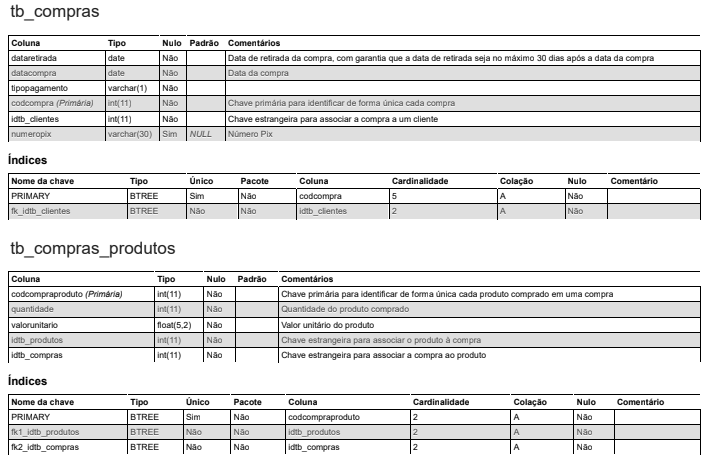 tb_compras
Coluna Tipo Nulo Padrão Comentários
dataretirada date Não Data de retirada da compra, com garantia que a data de retirada seja no máximo 30 dias após a data da compra
datacompra date Não Data da compra
tipopagamento varchar(1) Não
codcompra (Primária) int(11) Não Chave primária para identificar de forma única cada compra
idtb_clientes int(11) Não Chave estrangeira para associar a compra a um cliente
numeropix varchar(30) Sim NULL Número Pix
Índices
Nome da chave Tipo Único Pacote Coluna Cardinalidade Colação Nulo Comentário
PRIMARY BTREE Sim Não codcompra 5 A Não
fk_idtb_clientes BTREE Não Não idtb_clientes 2 A Não
tb_compras_produtos
Coluna Tipo Nulo Padrão Comentários
codcompraproduto (Primária) int(11) Não Chave primária para identificar de forma única cada produto comprado em uma compra
quantidade int(11) Não Quantidade do produto comprado
valorunitario float(5,2) Não Valor unitário do produto
idtb_produtos int(11) Não Chave estrangeira para associar o produto à compra
idtb_compras int(11) Não Chave estrangeira para associar a compra ao produto
Índices
Nome da chave Tipo Único Pacote Coluna Cardinalidade Colação Nulo Comentário
PRIMARY BTREE Sim Não codcompraproduto 2 A Não
fk1_idtb_produtos BTREE Não Não idtb_produtos 2 A Não
fk2_idtb_compras BTREE Não Não idtb_compras 2 A Não